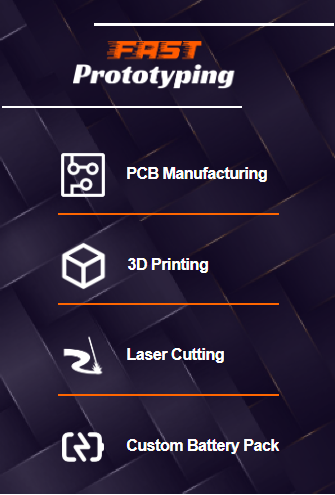 FAST
Prototyping
PCB Manufacturing
3D Printing
Laser Cutting
Custom Battery Pack